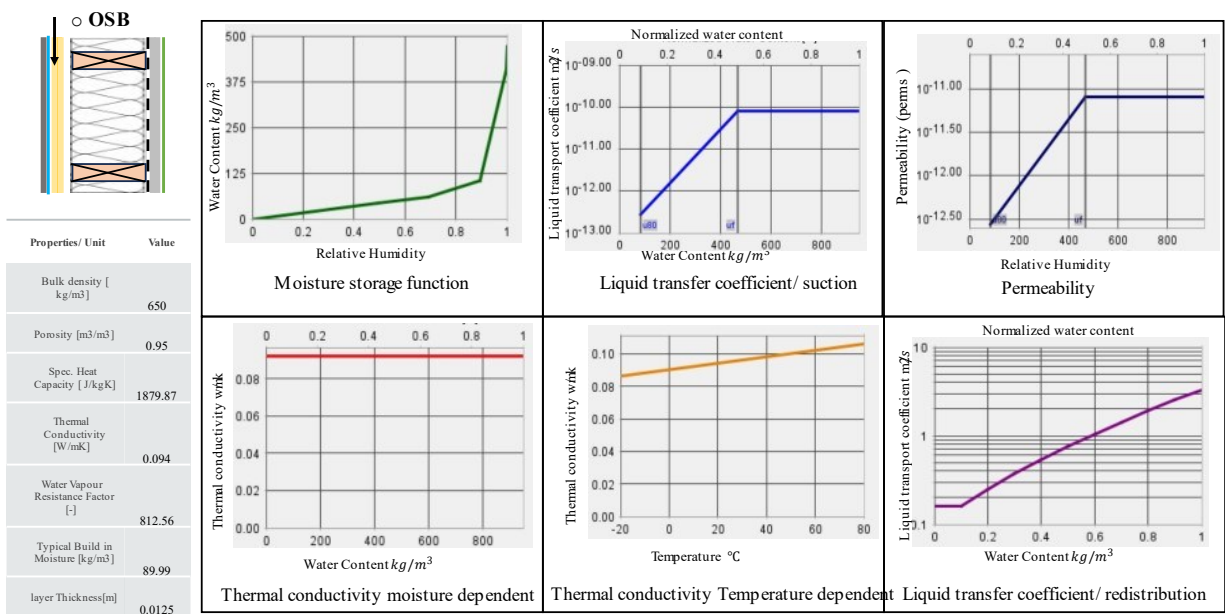 ○ OSB
Properties/ Unit Value
Bulk density [
kg/m3]
650
Porosity [m3/m3]
0.95
Spec. Heat
Capacity [ J/kgK]
1879.87
Thermal
Conductivity
[W/mK]
0.094
Water Vapour
Resistance Factor
[-]
812.56
Typical Build in
Moisture [kg/m3]
89.99
layer Thickness[m]
0.0125
Water Content kg/m³
500
375
250
125
0
0 0.2 0.4 0.6 0.8 1
Relative Humidity
Moisture storage function
Normalized water content
0 0.2 0.4 0.6 0.8 1
Liquid transport coefficient m²/s
10-09.00
10-10.00
10-12.00
10-12.00
10-13.00
u80 uf
0 200 400 600 800
Water Content kg/m³
Liquid transfer coefficient/ suction
0 0.2 0.4 0.6 0.8 1
Permeability (perms )
10-11.00
10-11.50
10-12.00
10-12.50
u80 uf
0 200 400 600 800
Relative Humidity
Permeability
0 0.2 0.4 0.6 0.8 1
Thermal conductivity w/mk
0.08
0.06
0.04
0.02
0.00
0 200 400 600 800
Water Content kg/m³
Thermal conductivity moisture dependent
Thermal conductivity w/mk
0.10
0.08
0.06
0.04
0.02
0.00
-20 0 20 40 60 80
Temperature °C
Thermal conductivity Temperature dependent
Normalized water content
Liquid transport coefficient m²/s
10
1
0.1
0 0.2 0.4 0.6 0.8 1
Water Content kg/m³
Liquid transfer coefficient/ redistribution